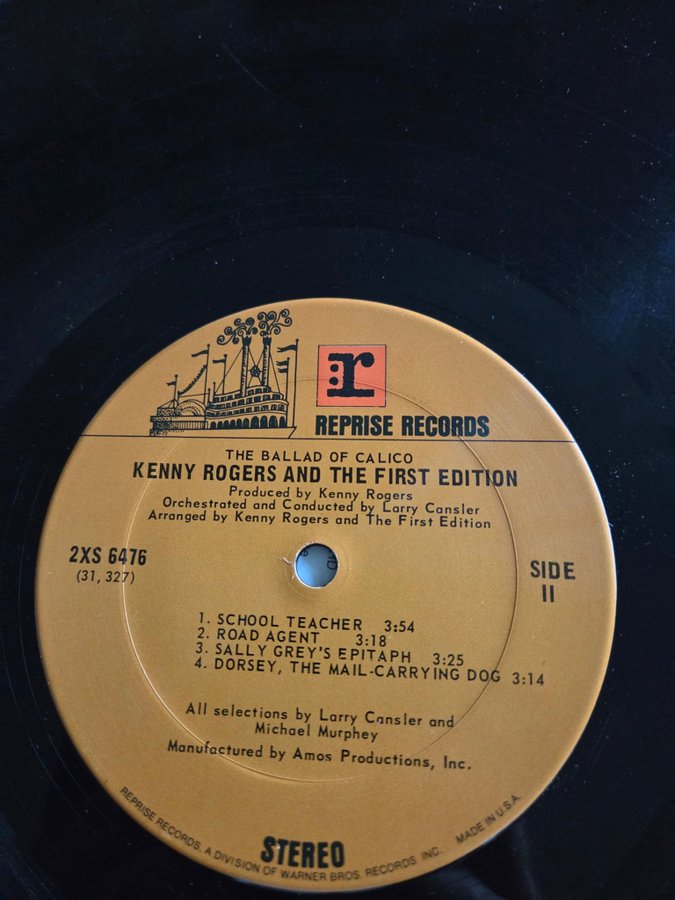 r
REPRISE RECORDS
THE BALLAD OF CALICO
KENNY ROGERS AND THE FIRST EDITION
Produced by Kenny Rogers
Orchestrated and Conducted by Larry Cansler
Arranged by Kenny Rogers and The First Edition
2XS 6476
(31, 327)
SIDE
II
1. SCHOOL TEACHER 3:54
2. ROAD AGENT 3:18
3. SALLY GREY'S EPITAPH 3:25
4. DORSEY, THE MAIL-CARRYING DOG 3:14
All selections by Larry Cansler and
Michael Murphey
Manufactured by Amos Productions, Inc.
STEREO
REPRISE RECORDS, A DIVISION OF WARNER BROS. RECORDS INC. MADE IN U.S.A.